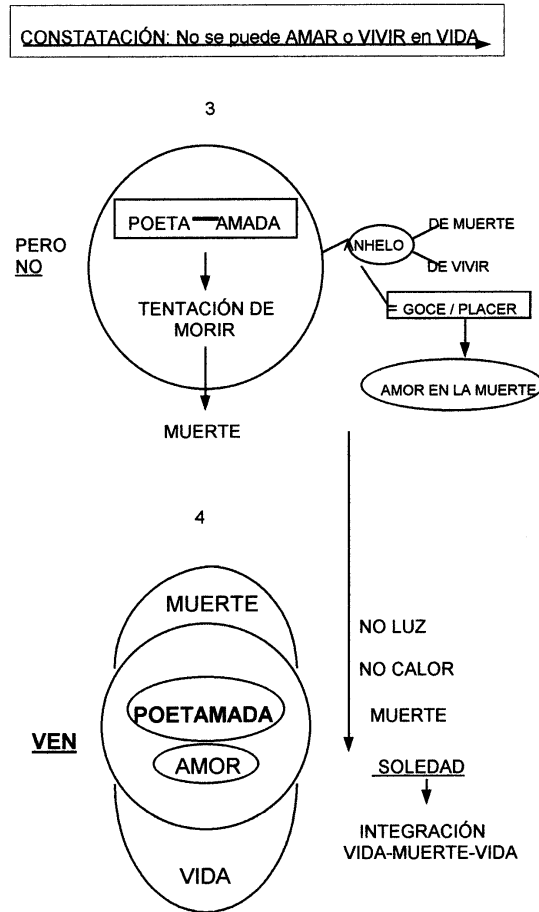 CONSTATACIÓN: No se puede AMAR o VIVIR en VIDA
3
PERO
NO
POETA AMADA
TENTACIÓN DE
MORIR
MUERTE
ANHELO
DE MUERTE
DE VIVIR
= GOCE / PLACER
AMOR EN LA MUERTE
4
MUERTE
POETAMADA
AMOR
VEN
VIDA
NO LUZ
NO CALOR
MUERTE
SOLEDAD
INTEGRACIÓN
VIDA-MUERTE-VIDA